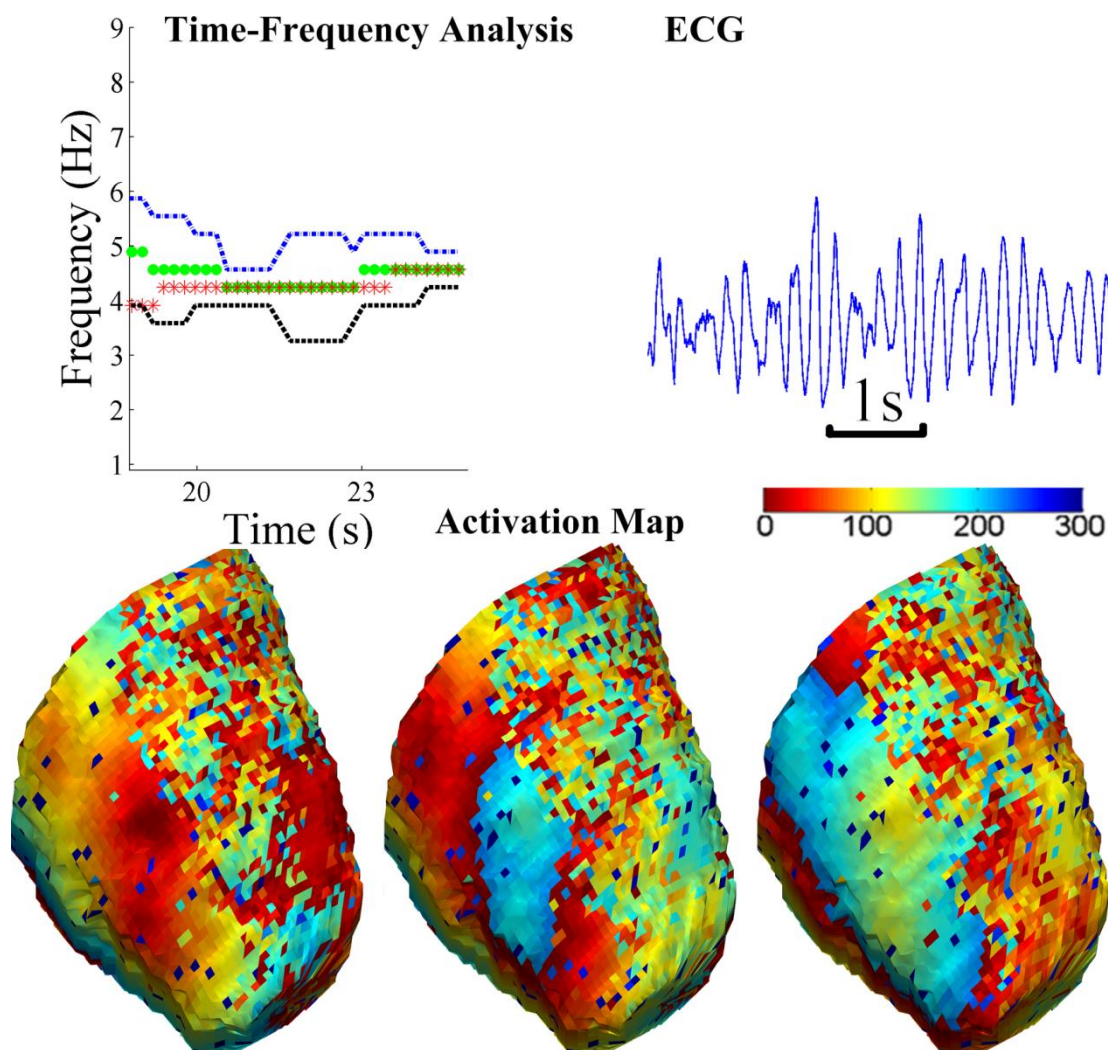 Time-Frequency Analysis
ECG
Frequency (Hz)
9
8
7
6
5
4
3
2
1
20
23
Time (s)
1s
Activation Map
0
100
200
300